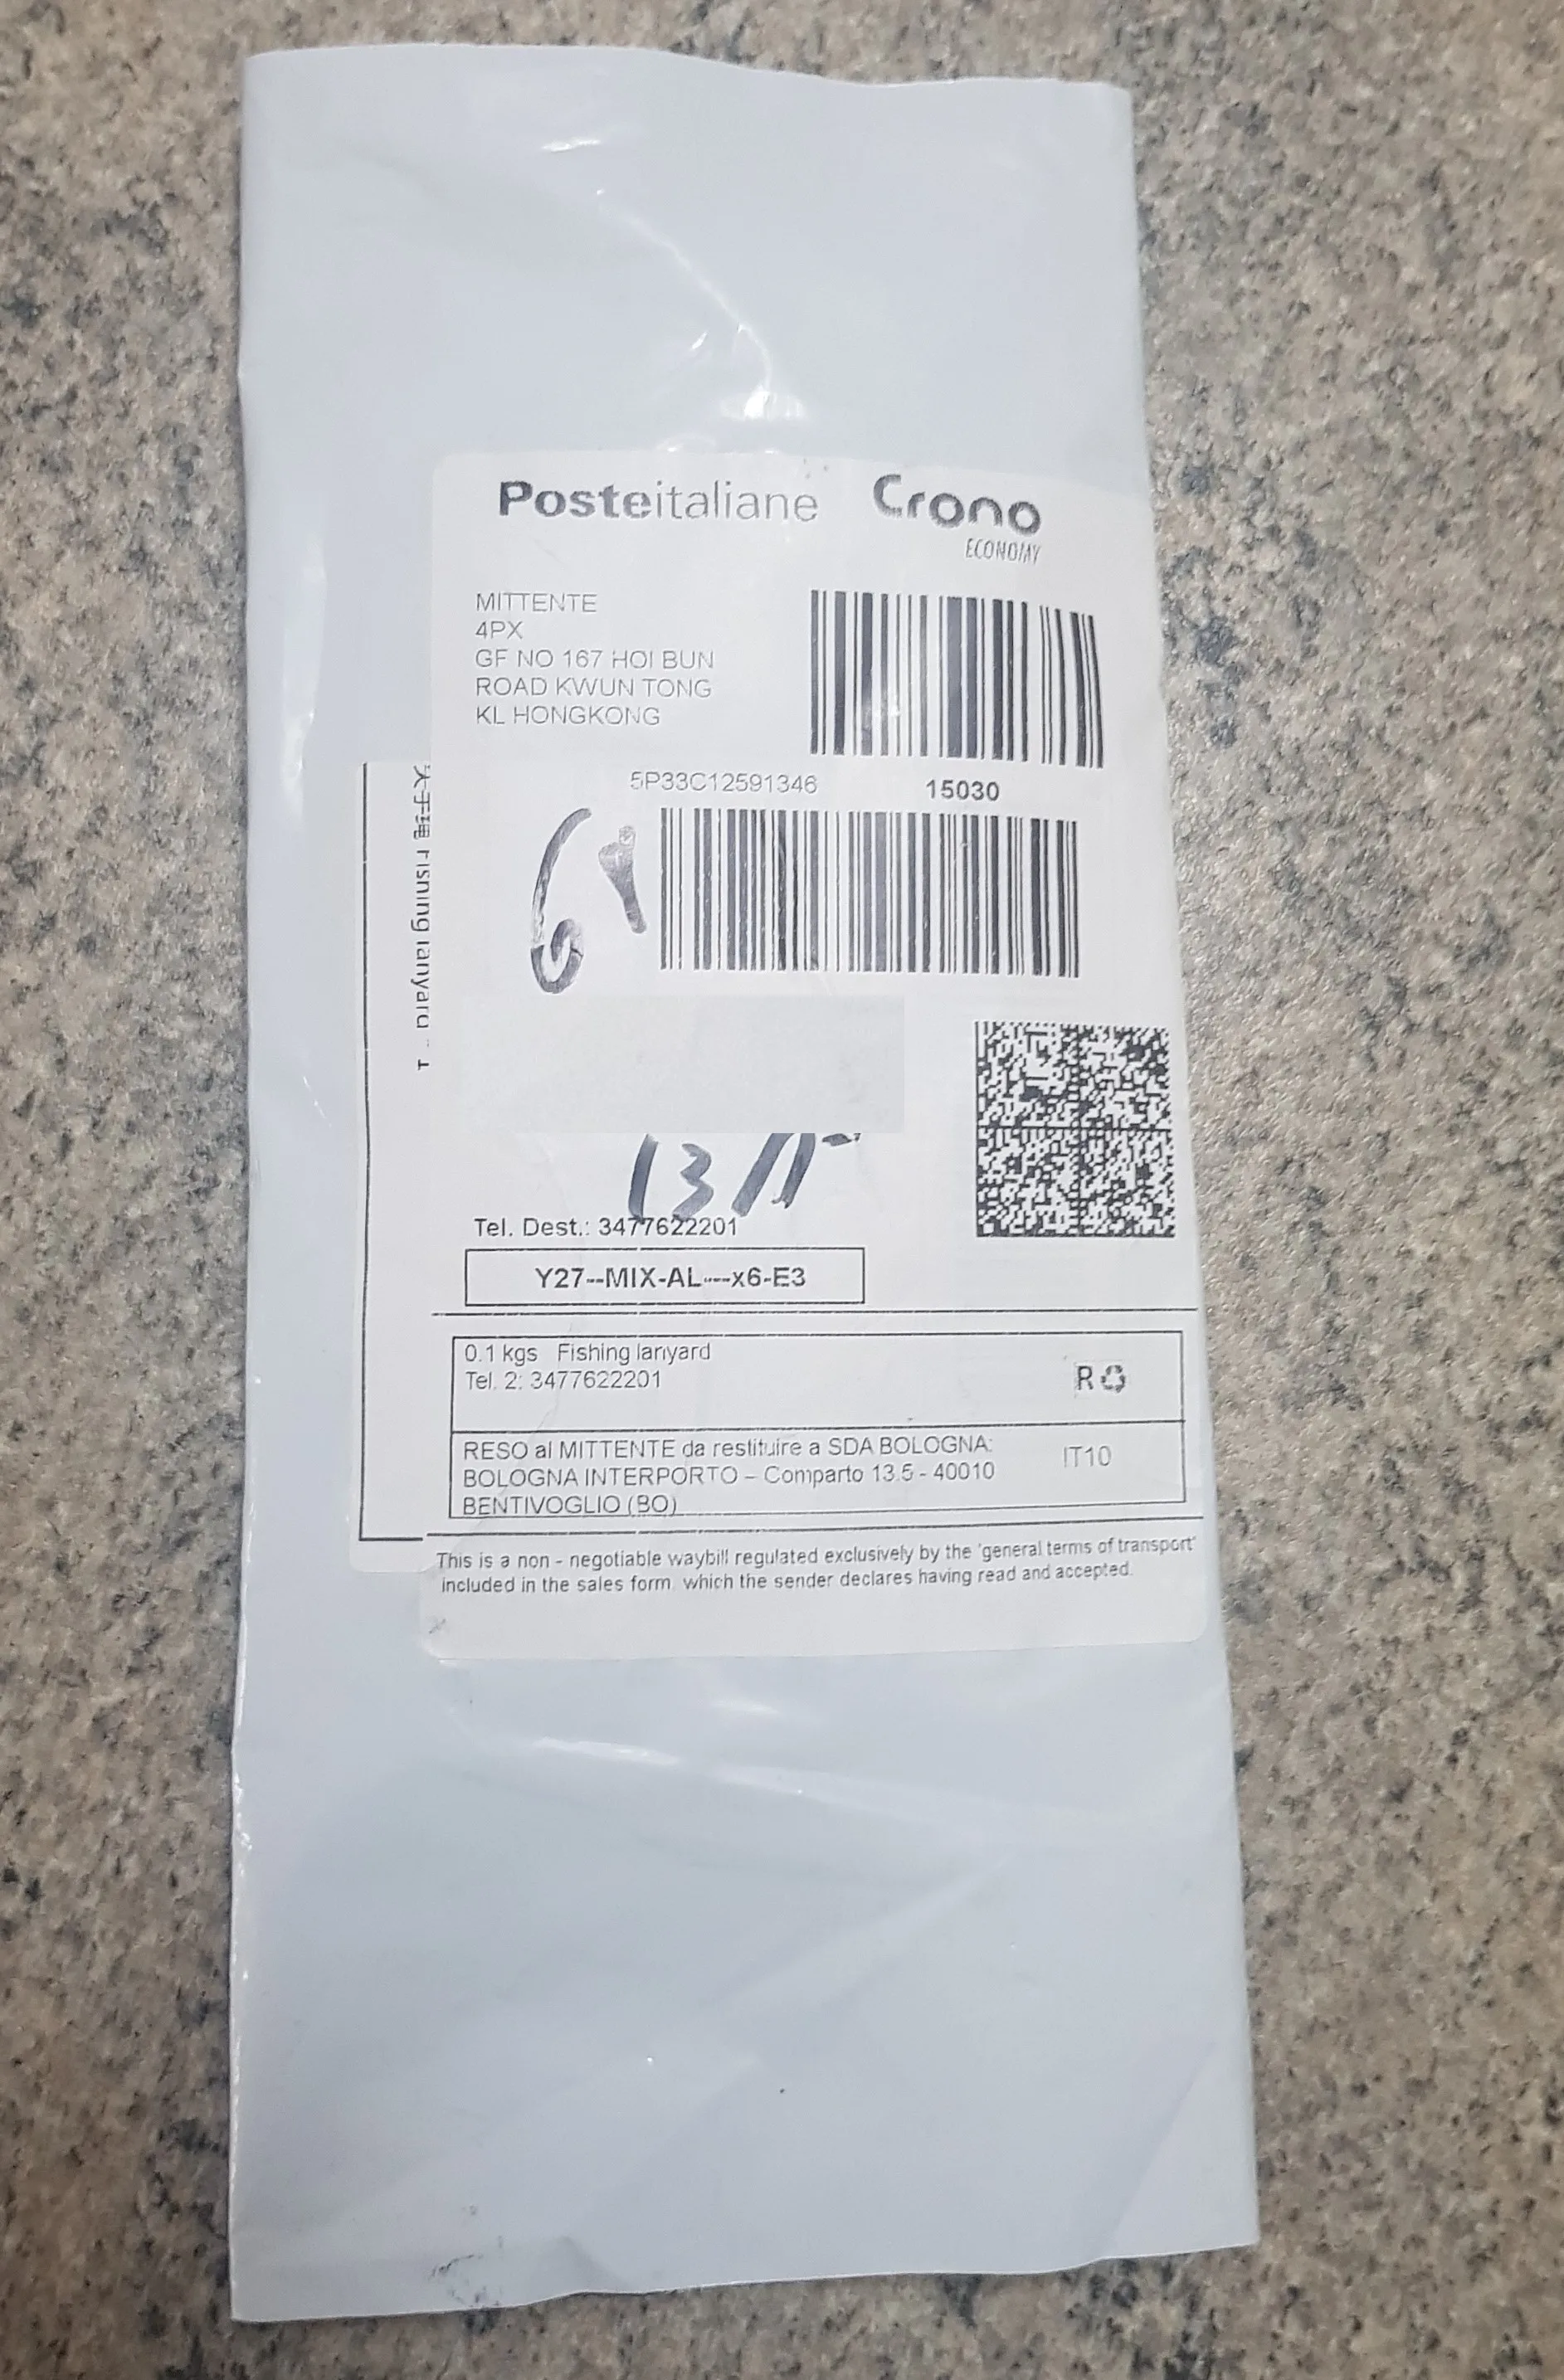 Posteitaliane Crono
ECONOMY
MITTENTE
4PX
GF NO 167 HOI BUN
ROAD KWUN TONG
KL HONGKONG
5P33C12591346 15030
13
Tel. Dest.: 3477622201
Y27--MIX-AL----x6-E3
0.1 kgs Fishing lanyard
Tel. 2: 3477622201
R
RESO al MITTENTE da restituire a SDA BOLOGNA:
BOLOGNA INTERPORTO – Comparto 13.5 - 40010
BENTIVOGLIO (BO)
IT10
This is a non - negotiable waybill regulated exclusively by the 'general terms of transport'
included in the sales form, which the sender declares having read and accepted.
lanyard